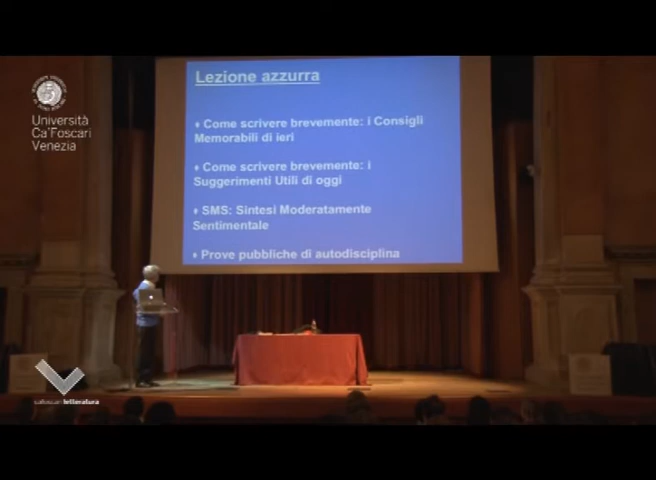 Università
Ca'Foscari
Venezia
Lezione azzurra
♦ Come scrivere brevemente: i Consigli
Memorabili di ieri
♦ Come scrivere brevemente: i
Suggerimenti Utili di oggi
♦ SMS: Sintesi Moderatamente
Sentimentale
♦ Prove pubbliche di autodisciplina
cafoscariletteratura